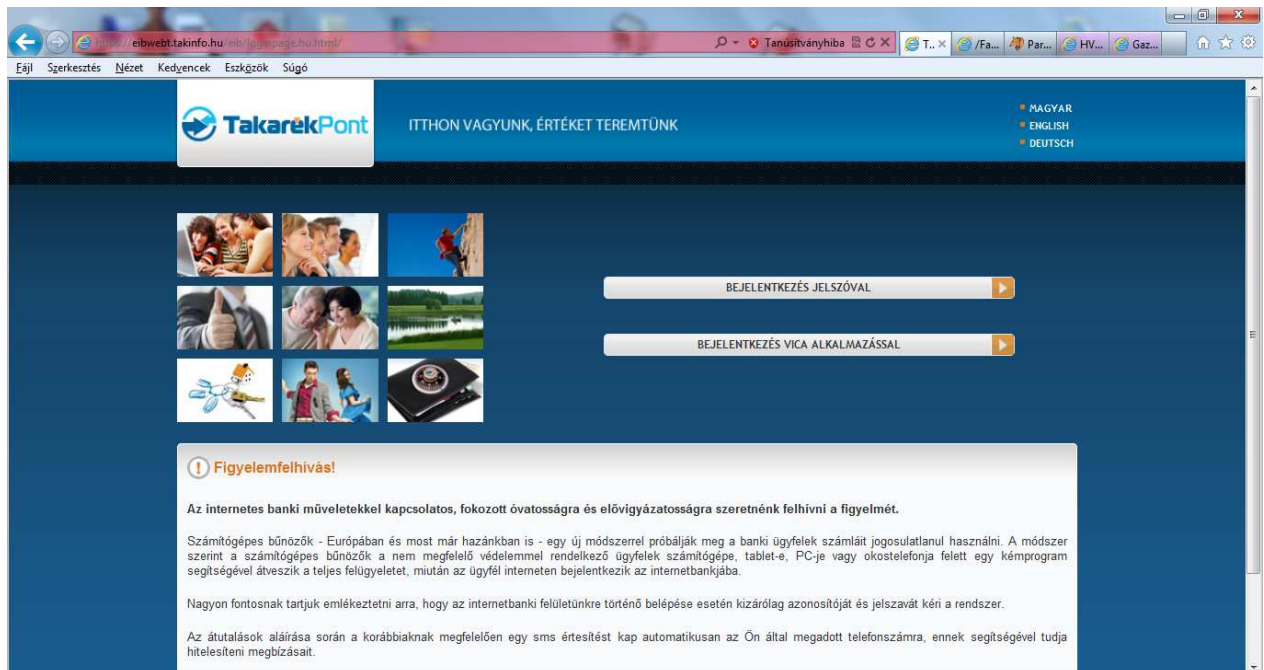 https://eibwebt.takinfo.hu/eib/
Tanúsítványhiba
T..
/Fa...
Par...
HV...
Gaz...
Fájl Szerkesztés Nézet Kedvencek Eszközök Súgó
TakarékPont
ITTHON VAGYUNK, ÉRTÉKET TEREMTÜNK
MAGYAR
ENGLISH
DEUTSCH
BEJELENTKEZÉS JELSZÓVAL
BEJELENTKEZÉS VICA ALKALMAZÁSSAL
Figyelemfelhívás!
Az internetes banki műveletekkel kapcsolatos, fokozott óvatosságra és elővigyázatosságra szeretnénk felhívni a figyelmét.
Számítógépes bűnözők - Európában és most már hazánkban is - egy új módszerrel próbálják meg a banki ügyfelek számláit jogosulatlanul használni. A módszer
szerint a számítógépes bűnözők a nem megfelelő védelemmel rendelkező ügyfelek számítógépe, tablet-e, PC-je vagy okostelefonja felett egy kémprogram
segítségével átveszik a teljes felügyeletet, miután az ügyfél interneten bejelentkezik az internetbankjába.
Nagyon fontosnak tartjuk emlékeztetni arra, hogy az internetbanki felületünkre történő belépése esetén kizárólag azonosítóját és jelszavát kéri a rendszer.
Az átutalások aláírása során a korábbiaknak megfelelően egy sms értesítést kap automatikusan az Ön által megadott telefonszámra, ennek segítségével tudja
hitelesíteni megbízásait.